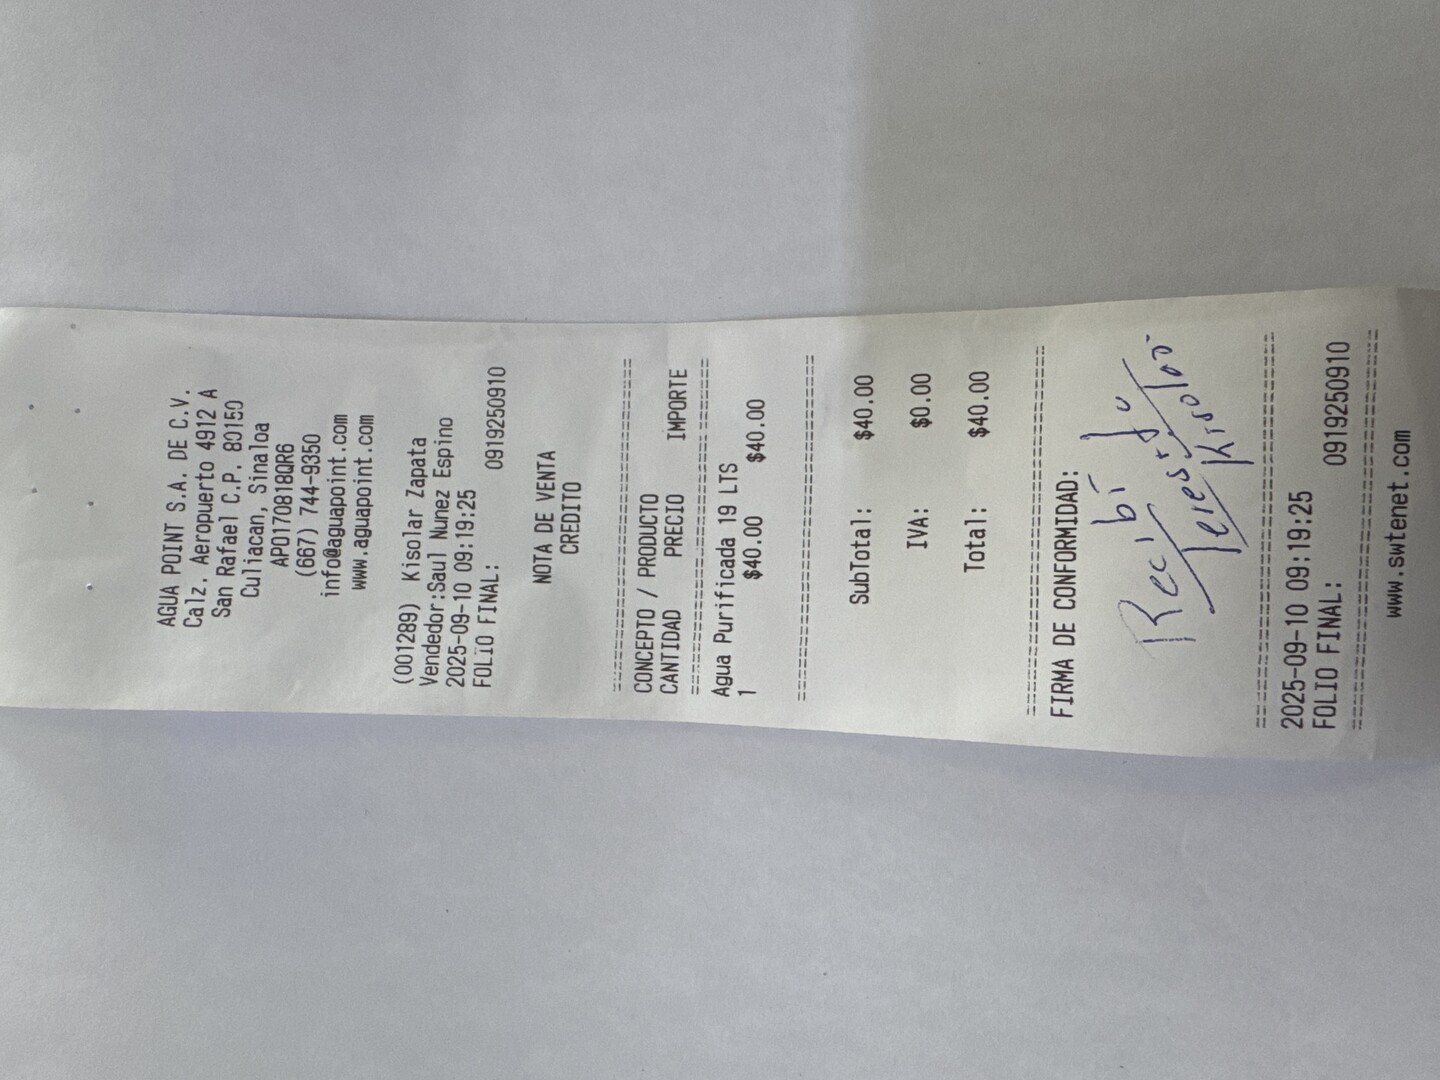 AGUA POINT S.A. DE C.V.
Calz. Aeropuerto 4912 A
San Rafael C.P. 80150
Culiacan, Sinaloa
APO170818QR6
(667) 744-9350
info@aguapoint.com
www.aguapoint.com
(001289) Kisolar Zapata
Vendedor:Saul Nunez Espino
2025-09-10 09:19:25
FOLIO FINAL: 0919250910
NOTA DE VENTA
CREDITO
CONCEPTO / PRODUCTO
CANTIDAD PRECIO IMPORTE
Agua Purificada 19 LTS
1 $40.00 $40.00
SubTotal: $40.00
IVA: $0.00
Total: $40.00
FIRMA DE CONFORMIDAD:
Recibí
Kisolar
2025-09-10 09:19:25
FOLIO FINAL: 0919250910
www.swtenet.com